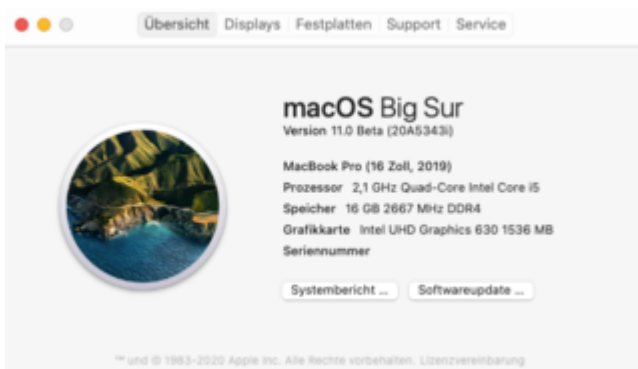 Übersicht Displays Festplatten Support Service
macOS Big Sur
Version 11.0 Beta (20A5343i)
MacBook Pro (16 Zoll, 2019)
Prozessor 2,1 GHz Quad-Core Intel Core i5
Speicher 16 GB 2667 MHz DDR4
Grafikkarte Intel UHD Graphics 630 1536 MB
Seriennummer
Systembericht ... Softwareupdate ...
™ und © 1983-2020 Apple Inc. Alle Rechte vorbehalten. Lizenzvereinbarung